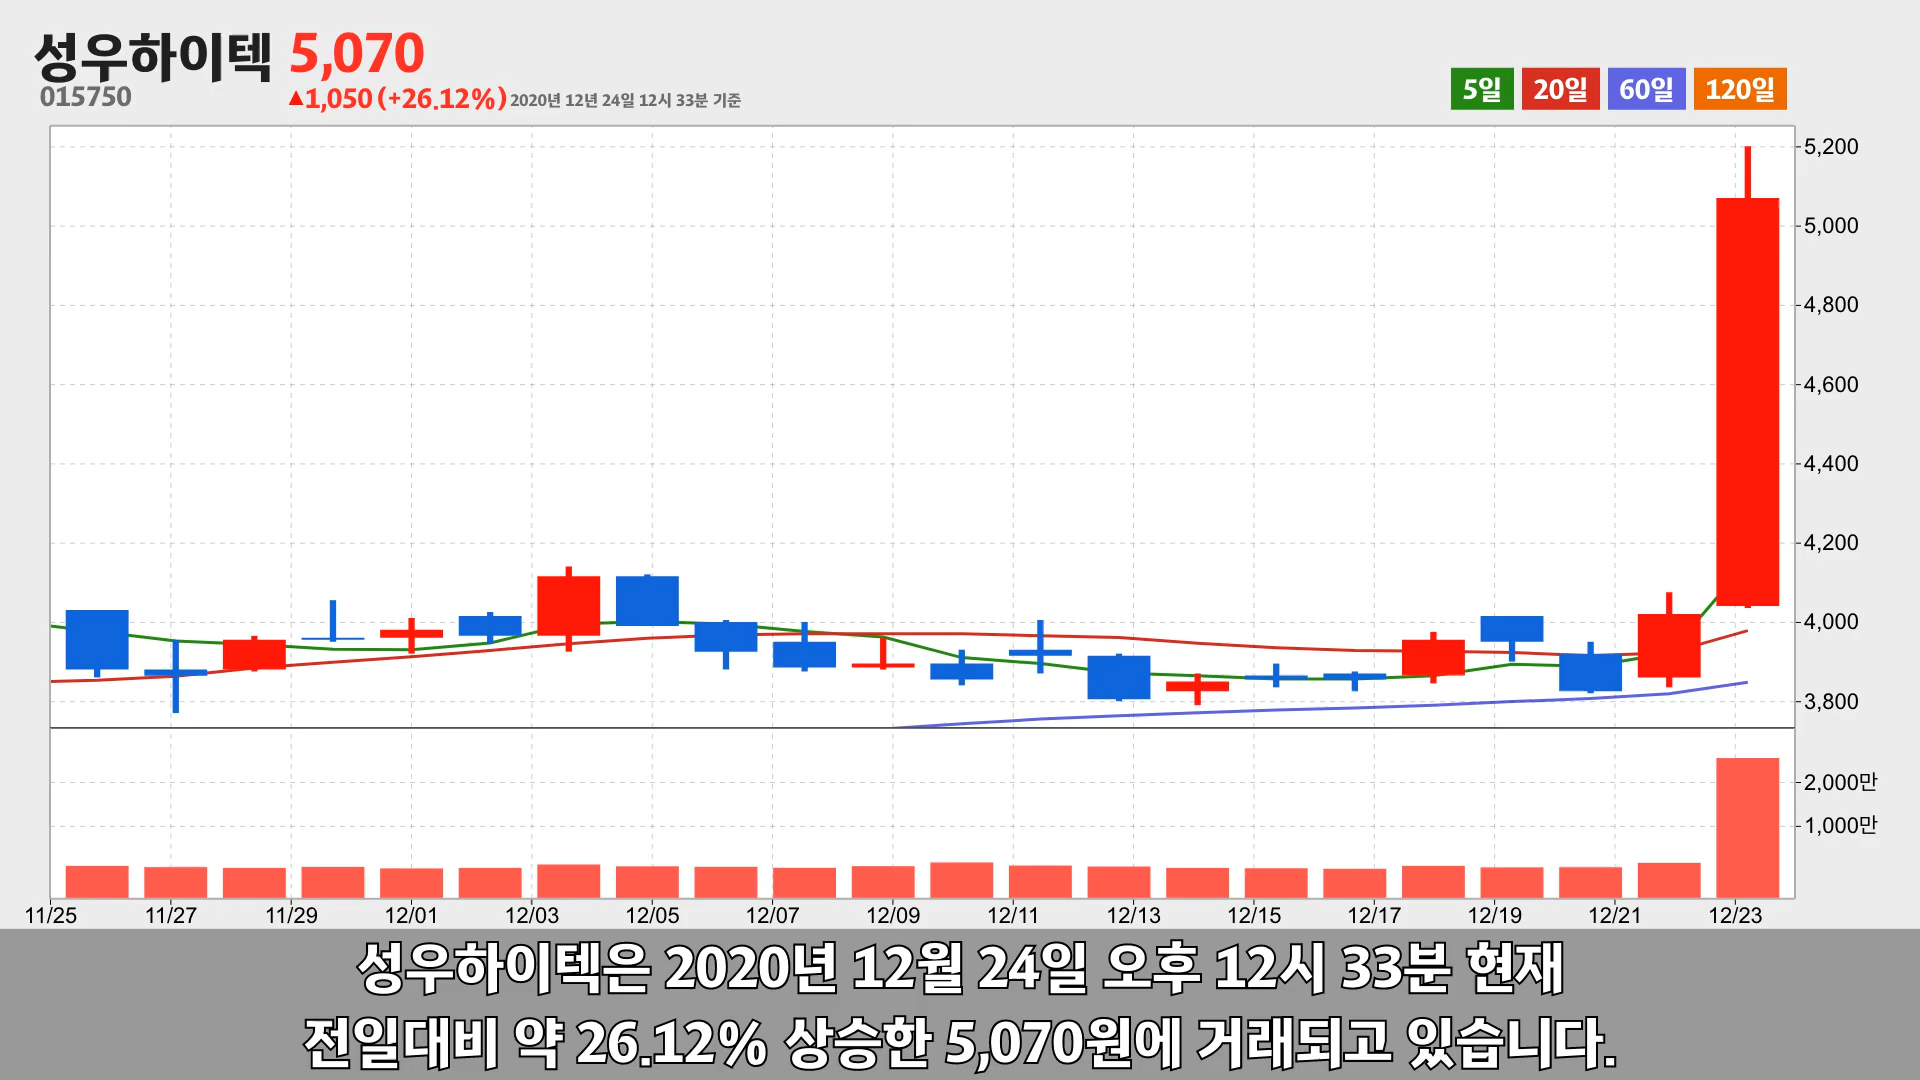 성우하이텍 5,070
015750
▲1,050 (+26.12%) 2020년 12년 24일 12시 33분 기준
5일 20일 60일 120일
5,200
5,000
4,800
4,600
4,400
4,200
4,000
3,800
2,000만
1,000만
11/25 11/27 11/29 12/01 12/03 12/05 12/07 12/09 12/11 12/13 12/15 12/17 12/19 12/21 12/23
성우하이텍은 2020년 12월 24일 오후 12시 33분 현재
전일대비 약 26.12% 상승한 5,070원에 거래되고 있습니다.